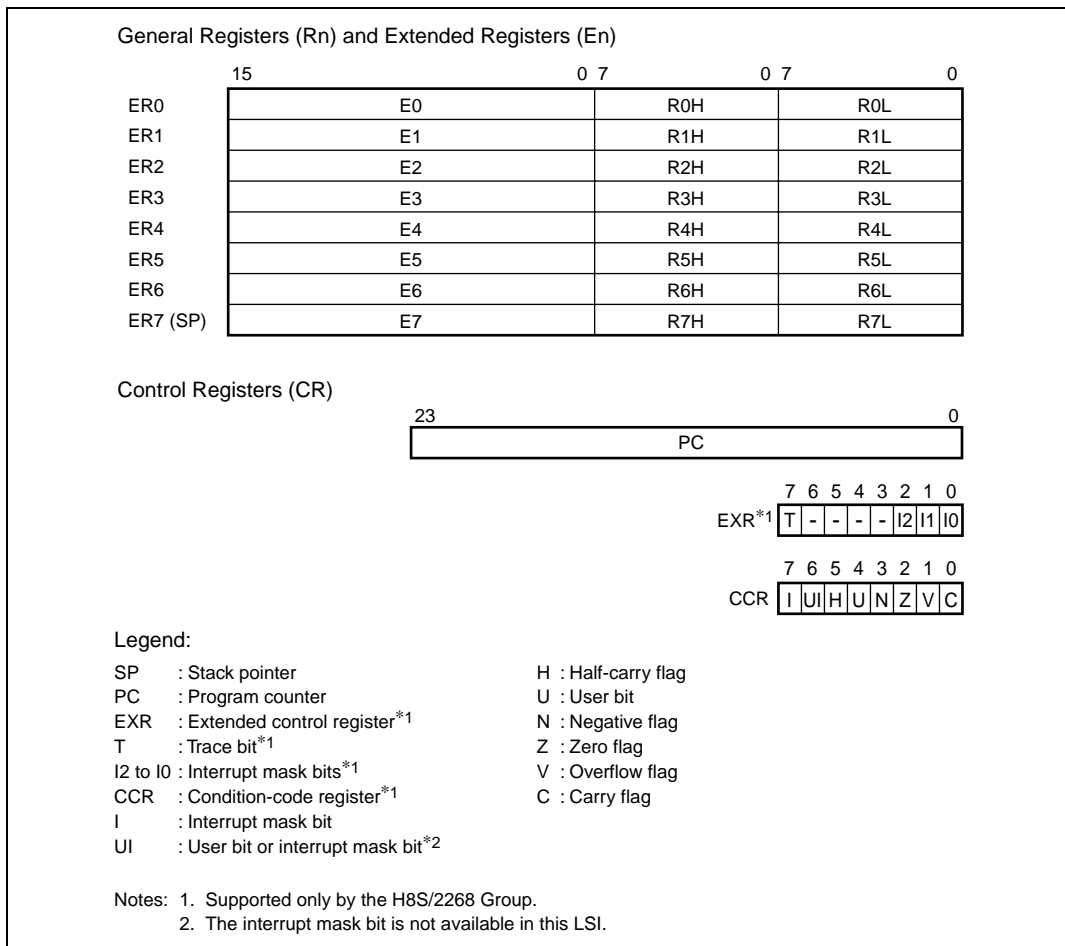 General Registers (Rn) and Extended Registers (En)
15 0 7 0 7 0
ER0 E0 R0H R0L
ER1 E1 R1H R1L
ER2 E2 R2H R2L
ER3 E3 R3H R3L
ER4 E4 R4H R4L
ER5 E5 R5H R5L
ER6 E6 R6H R6L
ER7 (SP) E7 R7H R7L
Control Registers (CR)
23 0
PC
7 6 5 4 3 2 1 0
EXR*1 T - - - - I2 I1 I0
7 6 5 4 3 2 1 0
CCR I UI H U N Z V C
Legend:
SP : Stack pointer
PC : Program counter
EXR : Extended control register*1
T : Trace bit*1
I2 to I0 : Interrupt mask bits*1
CCR : Condition-code register*1
I : Interrupt mask bit
UI : User bit or interrupt mask bit*2
H : Half-carry flag
U : User bit
N : Negative flag
Z : Zero flag
V : Overflow flag
C : Carry flag
Notes: 1. Supported only by the H8S/2268 Group.
2. The interrupt mask bit is not available in this LSI.